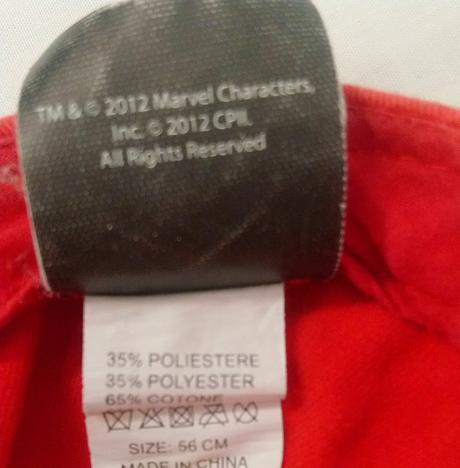 TM & © 2012 Marvel Characters,
Inc. © 2012 CPII.
All Rights Reserved
35% POLIESTERE
35% POLYESTER
65% COTONE
SIZE: 56 CM
MADE IN CHINA